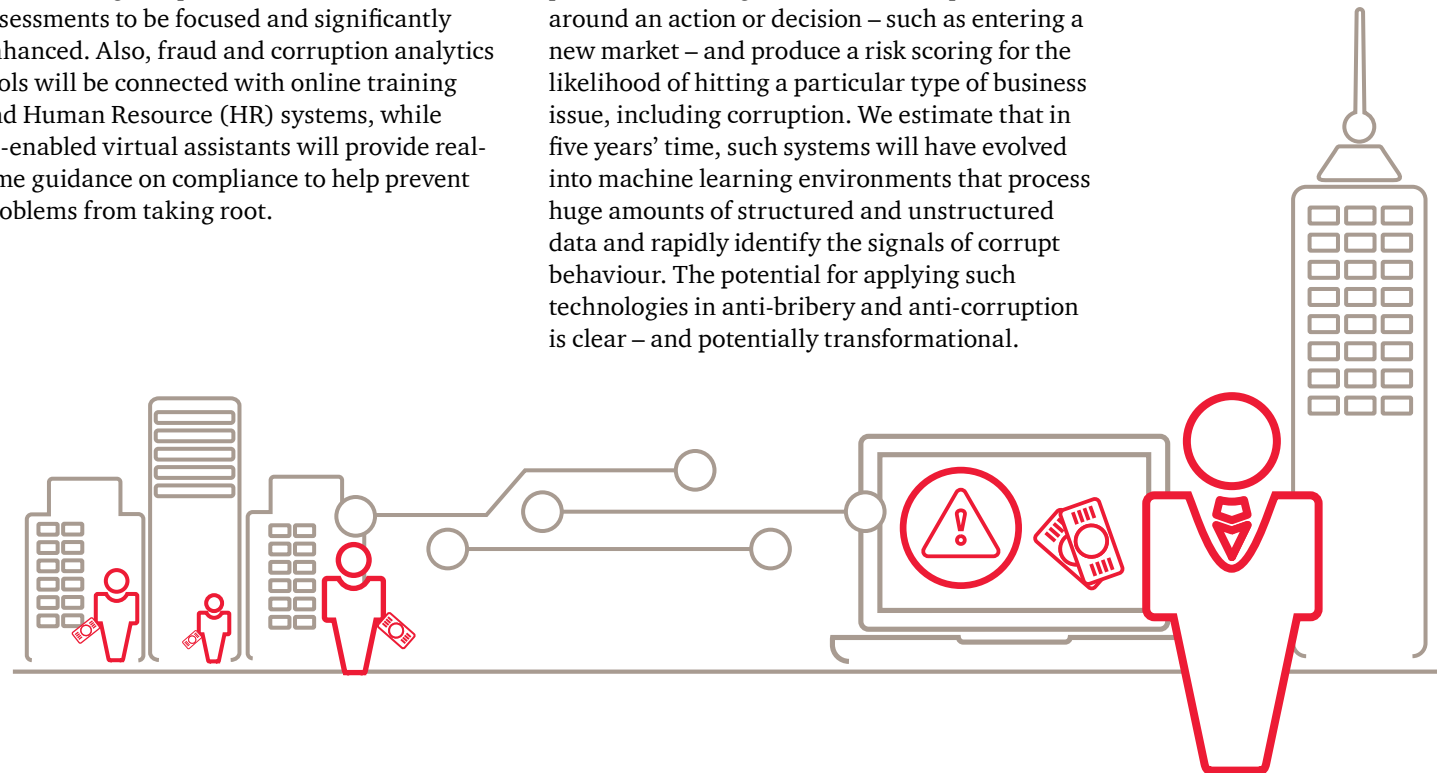 sessments to be focused and significantly
hanced. Also, fraud and corruption analytics
ols will be connected with online training
d Human Resource (HR) systems, while
-enabled virtual assistants will provide real-
me guidance on compliance to help prevent
oblems from taking root.
around an action or decision – such as entering a
new market – and produce a risk scoring for the
likelihood of hitting a particular type of business
issue, including corruption. We estimate that in
five years’ time, such systems will have evolved
into machine learning environments that process
huge amounts of structured and unstructured
data and rapidly identify the signals of corrupt
behaviour. The potential for applying such
technologies in anti-bribery and anti-corruption
is clear – and potentially transformational.